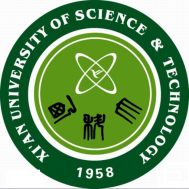 XI'AN UNIVERSITY OF SCIENCE & TECHNOLOGY
1958